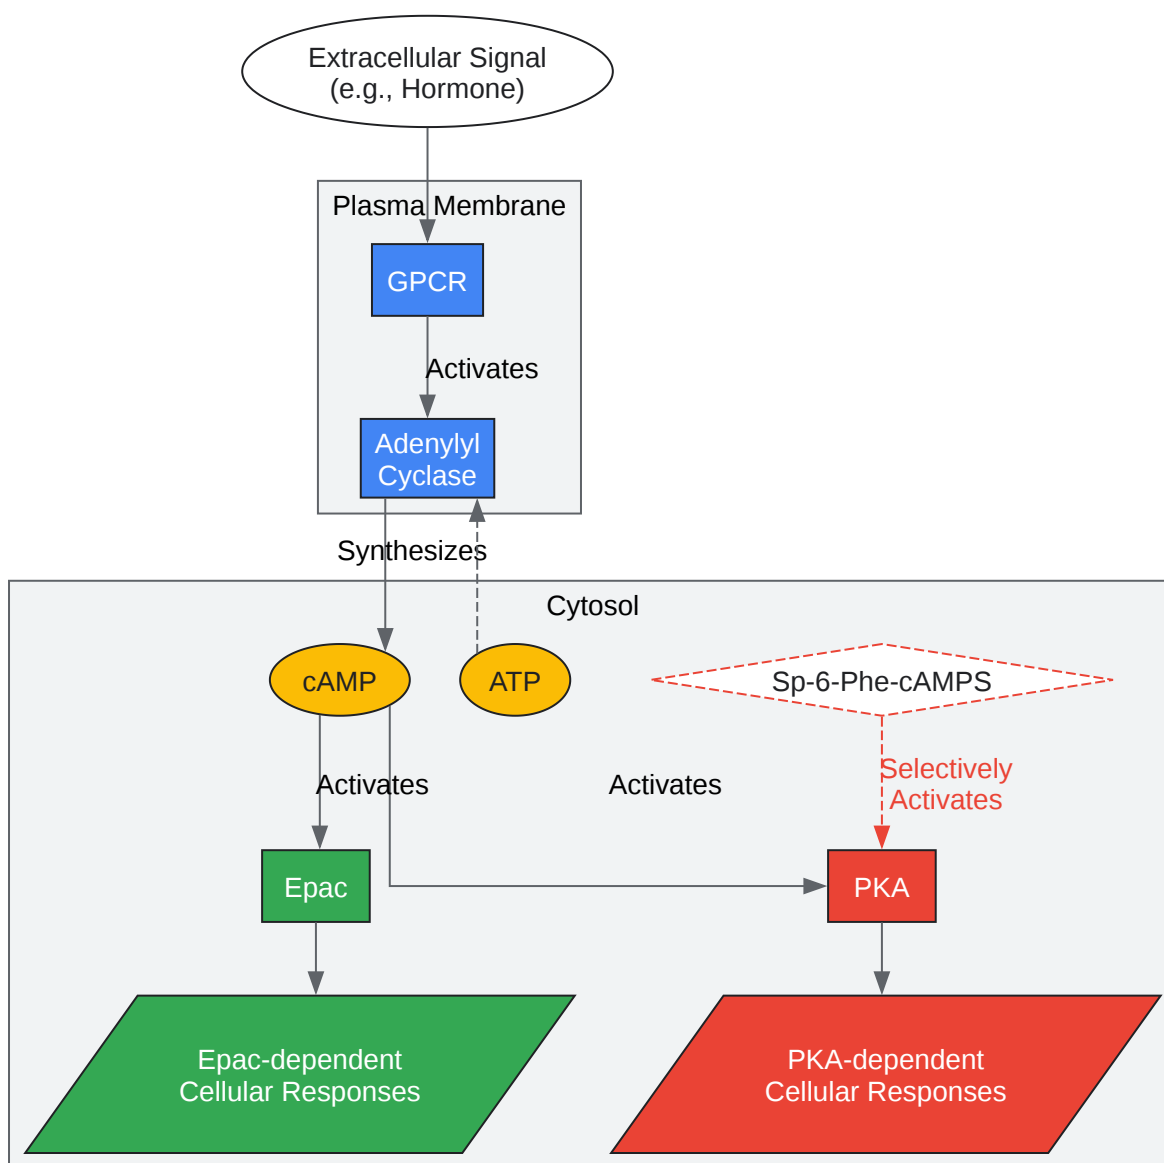 Extracellular Signal
(e.g., Hormone)
Plasma Membrane
GPCR
Activates
Adenylyl
Cyclase
Synthesizes
Cytosol
cAMP
ATP
Sp-6-Phe-cAMPS
Activates
Activates
Selectively
Activates
Epac
PKA
Epac-dependent
Cellular Responses
PKA-dependent
Cellular Responses